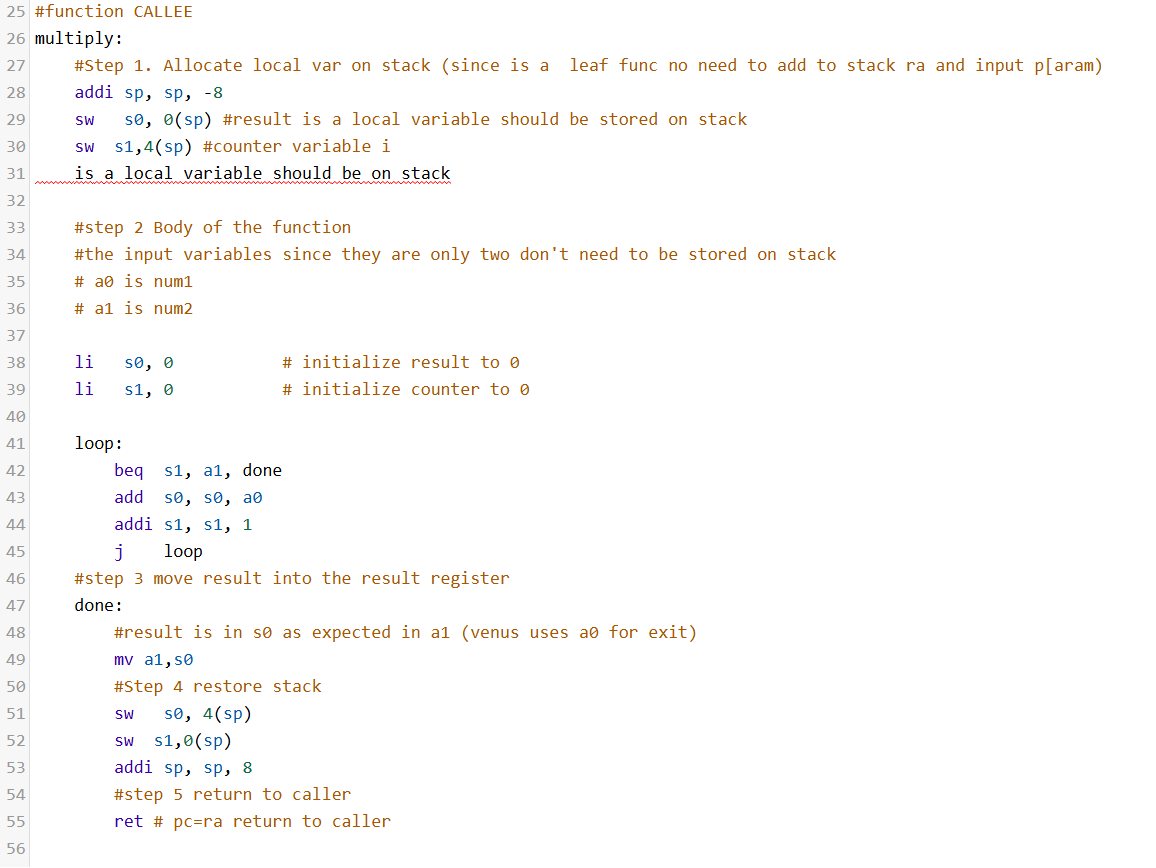 25 #function CALLEE
26 multiply:
27     #Step 1. Allocate local var on stack (since is a  leaf func no need to add to stack ra and input p[aram)
28     addi sp, sp, -8
29     sw   s0, 0(sp) #result is a local variable should be stored on stack
30     sw  s1,4(sp) #counter variable i
31     is a local variable should be on stack
32
33     #step 2 Body of the function
34     #the input variables since they are only two don't need to be stored on stack
35     # a0 is num1
36     # a1 is num2
37
38     li   s0, 0           # initialize result to 0
39     li   s1, 0           # initialize counter to 0
40
41     loop:
42         beq  s1, a1, done
43         add  s0, s0, a0
44         addi s1, s1, 1
45         j    loop
46     #step 3 move result into the result register
47     done:
48         #result is in s0 as expected in a1 (venus uses a0 for exit)
49         mv a1,s0
50         #Step 4 restore stack
51         sw   s0, 4(sp)
52         sw  s1,0(sp)
53         addi sp, sp, 8
54         #step 5 return to caller
55         ret # pc=ra return to caller
56